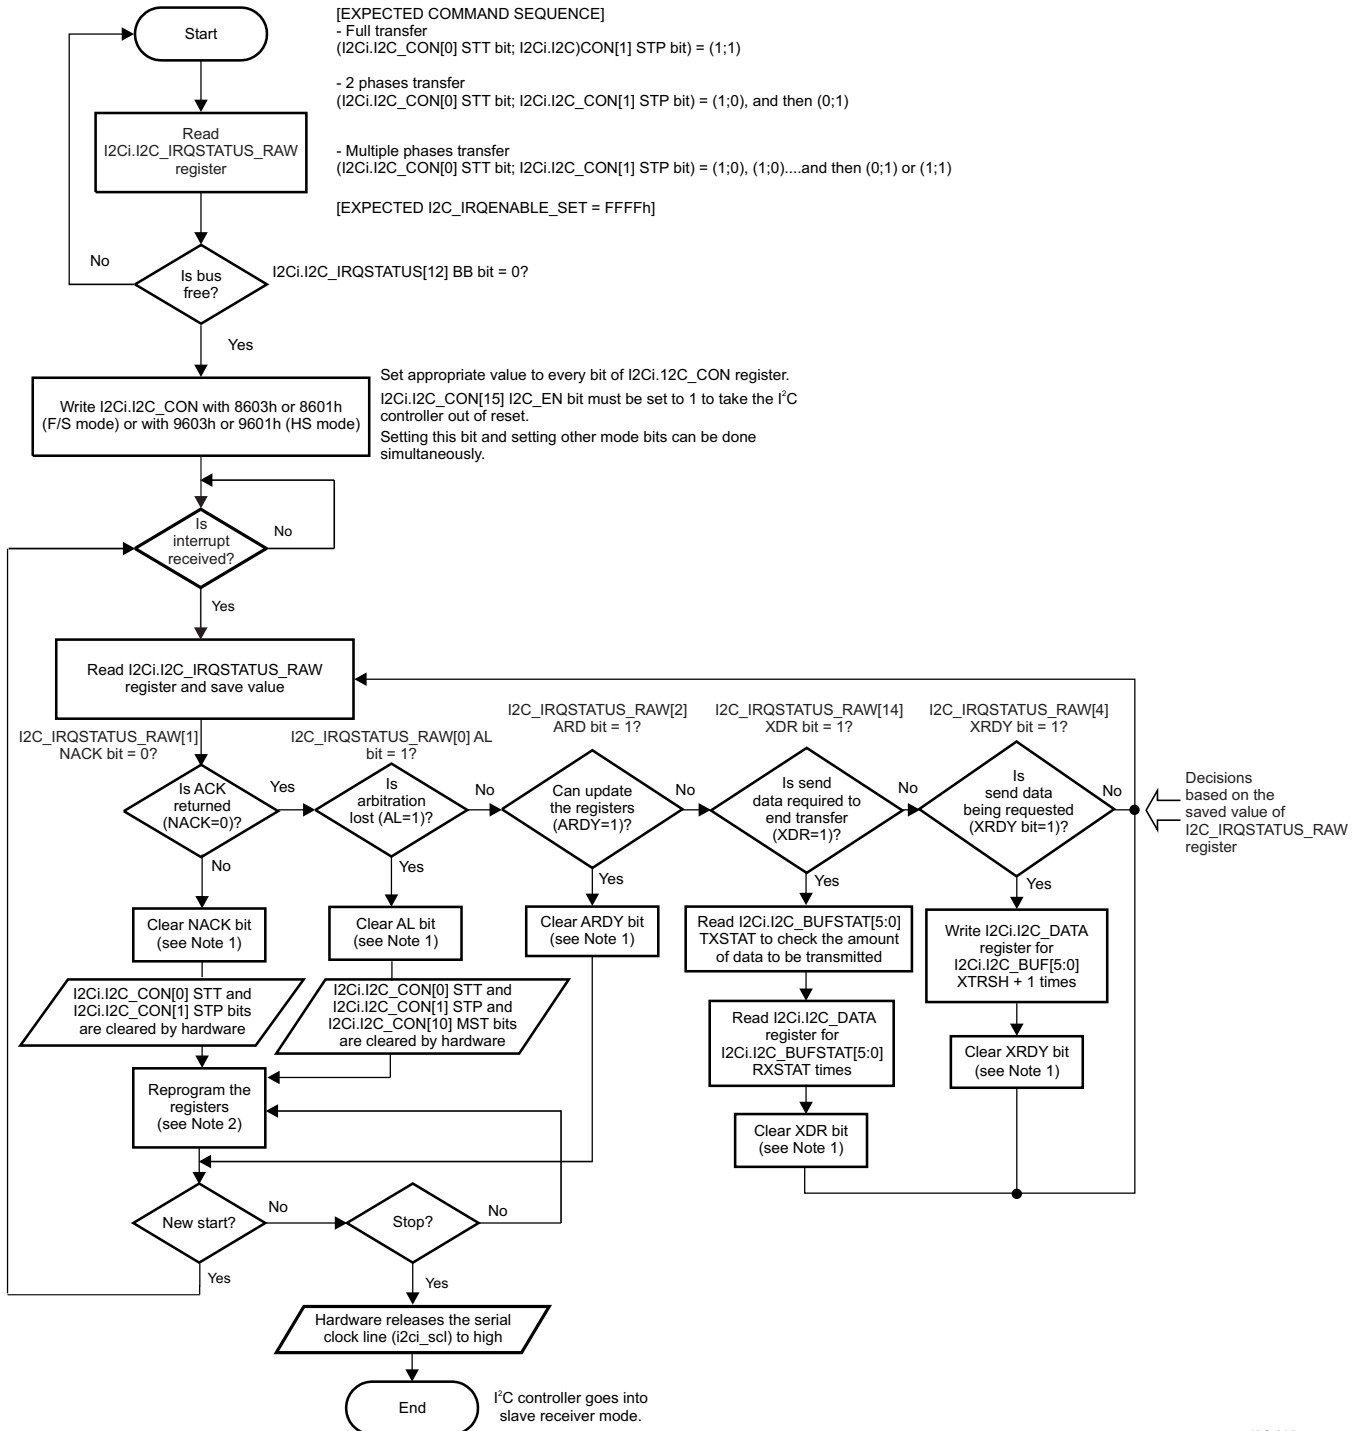 Start
[EXPECTED COMMAND SEQUENCE]
- Full transfer
(I2Ci.I2C_CON[0] STT bit; I2Ci.I2C)CON[1] STP bit) = (1;1)
- 2 phases transfer
(I2Ci.I2C_CON[0] STT bit; I2Ci.I2C_CON[1] STP bit) = (1;0), and then (0;1)
- Multiple phases transfer
(I2Ci.I2C_CON[0] STT bit; I2Ci.I2C_CON[1] STP bit) = (1;0), (1;0)....and then (0;1) or (1;1)
[EXPECTED I2C_IRQENABLE_SET = FFFFh]
Read
I2Ci.I2C_IRQSTATUS_RAW
register
No
Is bus
free?
I2Ci.I2C_IRQSTATUS[12] BB bit = 0?
Yes
Write I2Ci.I2C_CON with 8603h or 8601h
(F/S mode) or with 9603h or 9601h (HS mode)
Set appropriate value to every bit of I2Ci.12C_CON register.
I2Ci.I2C_CON[15] I2C_EN bit must be set to 1 to take the I²C
controller out of reset.
Setting this bit and setting other mode bits can be done
simultaneously.
Is
interrupt
received?
No
Yes
Read I2Ci.I2C_IRQSTATUS_RAW
register and save value
I2C_IRQSTATUS_RAW[1]
NACK bit = 0?
I2C_IRQSTATUS_RAW[0] AL
bit = 1?
I2C_IRQSTATUS_RAW[2]
ARD bit = 1?
I2C_IRQSTATUS_RAW[14]
XDR bit = 1?
I2C_IRQSTATUS_RAW[4]
XRDY bit = 1?
Is ACK
returned
(NACK=0)?
Yes
Is
arbitration
lost (AL=1)?
No
Can update
the registers
(ARDY=1)?
No
Is send
data required to
end transfer
(XDR=1)?
No
Is
send data
being requested
(XRDY bit=1)?
No
Decisions
based on the
saved value of
I2C_IRQSTATUS_RAW
register
No
Yes
Yes
Yes
Yes
Clear NACK bit
(see Note 1)
Clear AL bit
(see Note 1)
Clear ARDY bit
(see Note 1)
Read I2Ci.I2C_BUFSTAT[5:0]
TXSTAT to check the amount
of data to be transmitted
Write I2Ci.I2C_DATA
register for
I2Ci.I2C_BUF[5:0]
XTRSH + 1 times
I2Ci.I2C_CON[0] STT and
I2Ci.I2C_CON[1] STP bits
are cleared by hardware
I2Ci.I2C_CON[0] STT and
I2Ci.I2C_CON[1] STP and
I2Ci.I2C_CON[10] MST bits
are cleared by hardware
Read I2Ci.I2C_DATA
register for
I2Ci.I2C_BUFSTAT[5:0]
RXSTAT times
Clear XRDY bit
(see Note 1)
Reprogram the
registers
(see Note 2)
Clear XDR bit
(see Note 1)
New start?
No
Stop?
No
Yes
Yes
Hardware releases the serial
clock line (i2ci_scl) to high
End
I²C controller goes into
slave receiver mode.